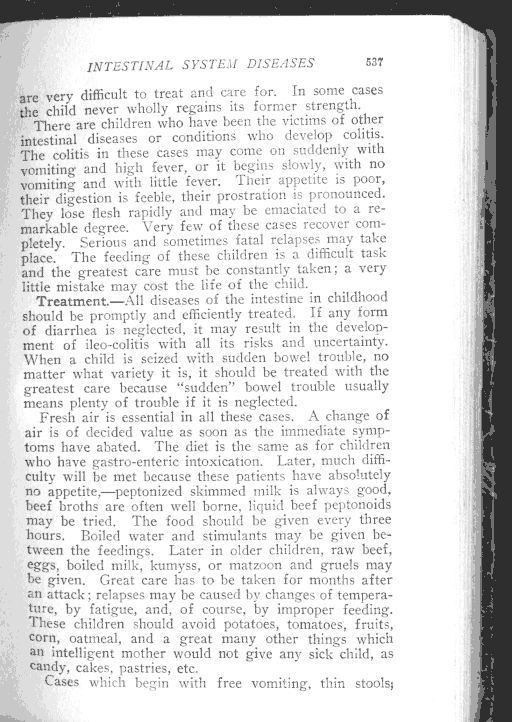 INTESTINAL SYSTEM DISEASES 537
are very difficult to treat and care for. In some cases
the child never wholly regains its former strength.
There are children who have been the victims of other
intestinal diseases or conditions who develop colitis.
The colitis in these cases may come on suddenly with
vomiting and high fever, or it begins slowly, with no
vomiting and with little fever. Their appetite is poor,
their digestion is feeble, their prostration is pronounced.
They lose flesh rapidly and may be emaciated to a re-
markable degree. Very few of these cases recover com-
pletely. Serious and sometimes fatal relapses may take
place. The feeding of these children is a difficult task
and the greatest care must be constantly taken; a very
little mistake may cost the life of the child.
Treatment.—All diseases of the intestine in childhood
should be promptly and efficiently treated. If any form
of diarrhea is neglected, it may result in the develop-
ment of ileo-colitis with all its risks and uncertainty.
When a child is seized with sudden bowel trouble, no
matter what variety it is, it should be treated with the
greatest care because "sudden" bowel trouble usually
means plenty of trouble if it is neglected.
Fresh air is essential in all these cases. A change of
air is of decided value as soon as the immediate symp-
toms have abated. The diet is the same as for children
who have gastro-enteric intoxication. Later, much diffi-
culty will be met because these patients have absolutely
no appetite,—peptonized skimmed milk is always good,
beef broths are often well borne, liquid beef peptonoids
may be tried. The food should be given every three
hours. Boiled water and stimulants may be given be-
tween the feedings. Later in older children, raw beef,
eggs, boiled milk, kumyss, or matzoon and gruels may
be given. Great care has to be taken for months after
an attack; relapses may be caused by changes of tempera-
ture, by fatigue, and, of course, by improper feeding.
These children should avoid potatoes, tomatoes, fruits,
corn, oatmeal, and a great many other things which
an intelligent mother would not give any sick child, as
candy, cakes, pastries, etc.
Cases which begin with free vomiting, thin stools;